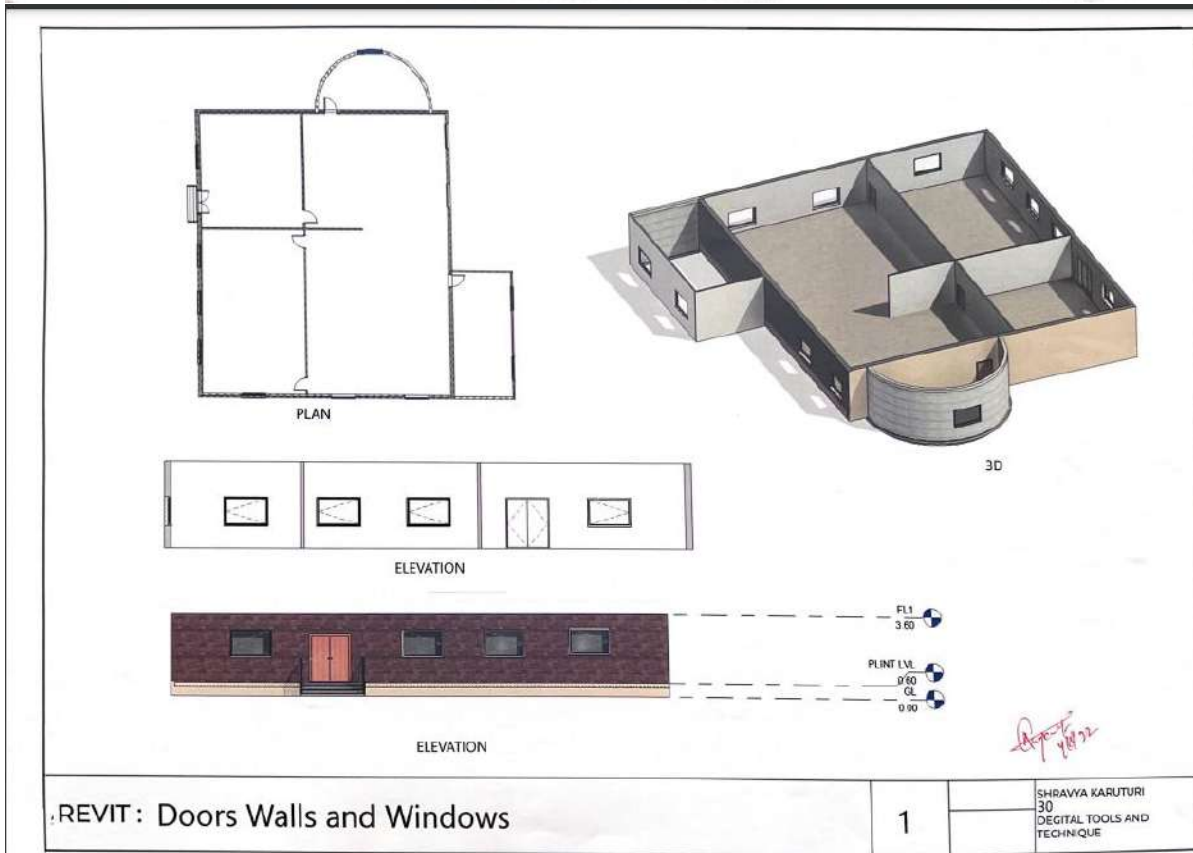 PLAN
3D
ELEVATION
FL1
3.60
PLINT LVL
0.60
GL
0.00
ELEVATION
REVIT: Doors Walls and Windows
1
SHRAVYA KARUTURI
30
DEGITAL TOOLS AND
TECHNIQUE